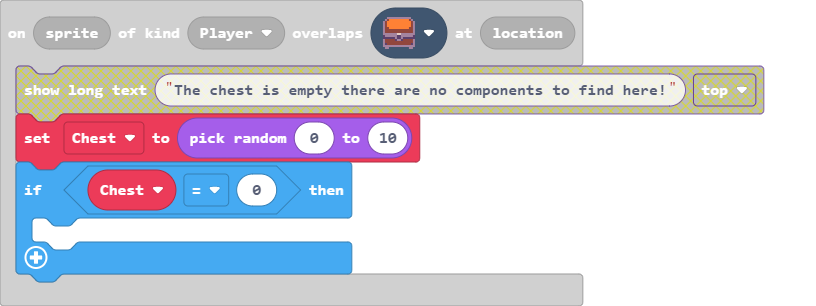 on sprite of kind Player overlaps at location
show long text "The chest is empty there are no components to find here!" top
set Chest to pick random 0 to 10
if Chest = 0 then